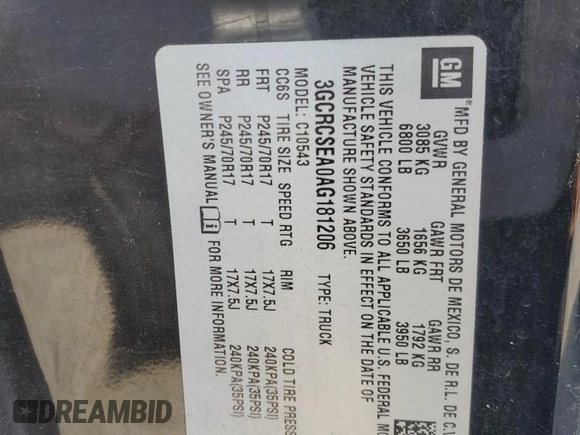 GM
®
MFD BY GENERAL MOTORS DE MEXICO, S. DE R.L. DE C.V
GVWR GAWR FRT GAWR RR
3085 KG 1656 KG 1792 KG
6800 LB 3650 LB 3950 LB
THIS VEHICLE CONFORMS TO ALL APPLICABLE U.S. FEDERAL MO
VEHICLE SAFETY STANDARDS IN EFFECT ON THE DATE OF
MANUFACTURE SHOWN ABOVE.
3GCRCSEA0AG181206 TYPE: TRUCK
MODEL: C10543
CC6S TIRE SIZE SPEED RTG RIM COLD TIRE PRESS
FRT P245/70R17 T 17X7.5J 240KPA(35PSI)
RR P245/70R17 T 17X7.5J 240KPA(35PSI)
SPA P245/70R17 T 17X7.5J 240KPA(35PSI)
SEE OWNER'S MANUAL i FOR MORE INFORMATION.
DREAMBID